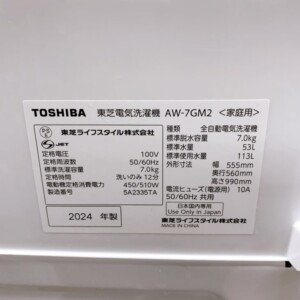 TOSHIBA 東芝電気洗濯機 AW-7GM2 <家庭用>
PS
E
JET
東芝ライフスタイル株式会社
定格電圧 100V
定格周波数 50/60Hz
標準洗濯容量 7.0kg
定格時間 洗いのみ 12分
電動機定格消費電力 450/510W
製造番号 5A2335TA
2024 年製
種類 全自動電気洗濯機
標準脱水容量 7.0kg
標準水量 53L
標準使用水量 113L
外形寸法 幅 555mm
奥行560mm
高さ990mm
電流ヒューズ(電源用) 10A
50/60Hz 共用
日本国内専用
Use Only in Japan
東芝ライフスタイル株式会社
MADE IN CHINA